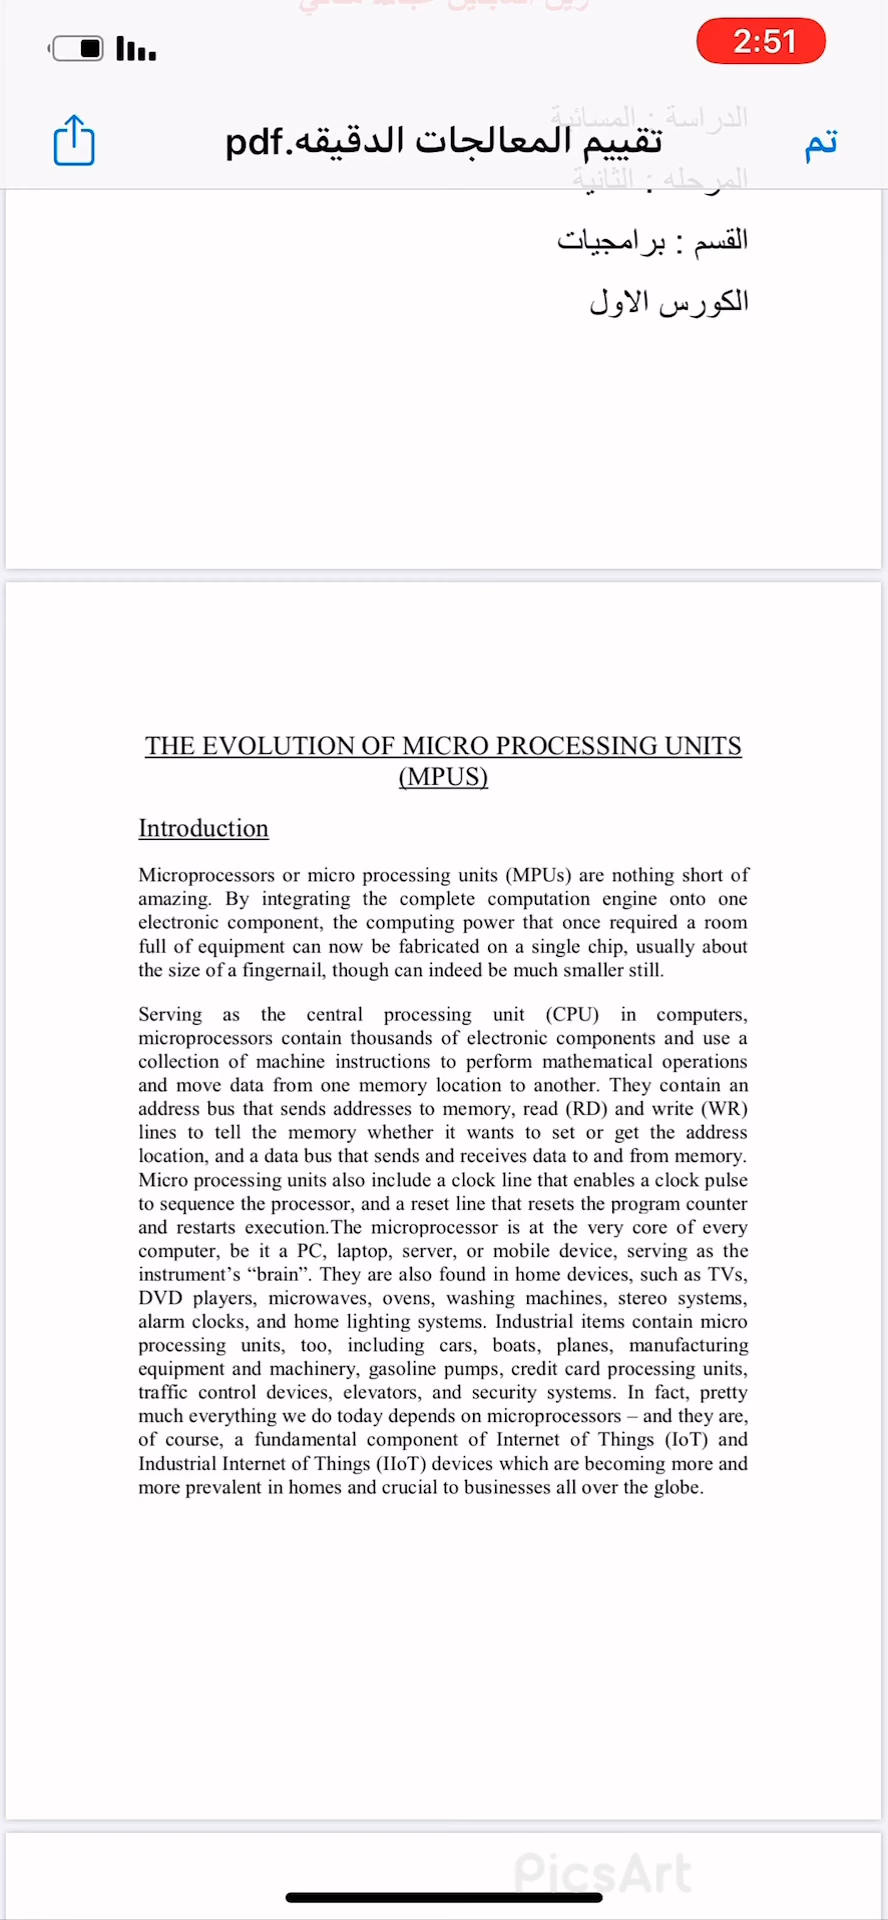 2:51
تقييم المعالجات الدقيقه.pdf
تم
الدراسة : المسائية
المرحله : الثانية
القسم : برامجيات
الكورس الاول
THE EVOLUTION OF MICRO PROCESSING UNITS
(MPUS)
Introduction
Microprocessors or micro processing units (MPUs) are nothing short of
amazing. By integrating the complete computation engine onto one
electronic component, the computing power that once required a room
full of equipment can now be fabricated on a single chip, usually about
the size of a fingernail, though can indeed be much smaller still.
Serving as the central processing unit (CPU) in computers,
microprocessors contain thousands of electronic components and use a
collection of machine instructions to perform mathematical operations
and move data from one memory location to another. They contain an
address bus that sends addresses to memory, read (RD) and write (WR)
lines to tell the memory whether it wants to set or get the address
location, and a data bus that sends and receives data to and from memory.
Micro processing units also include a clock line that enables a clock pulse
to sequence the processor, and a reset line that resets the program counter
and restarts execution.The microprocessor is at the very core of every
computer, be it a PC, laptop, server, or mobile device, serving as the
instrument’s “brain”. They are also found in home devices, such as TVs,
DVD players, microwaves, ovens, washing machines, stereo systems,
alarm clocks, and home lighting systems. Industrial items contain micro
processing units, too, including cars, boats, planes, manufacturing
equipment and machinery, gasoline pumps, credit card processing units,
traffic control devices, elevators, and security systems. In fact, pretty
much everything we do today depends on microprocessors – and they are,
of course, a fundamental component of Internet of Things (IoT) and
Industrial Internet of Things (IIoT) devices which are becoming more and
more prevalent in homes and crucial to businesses all over the globe.
PicsArt